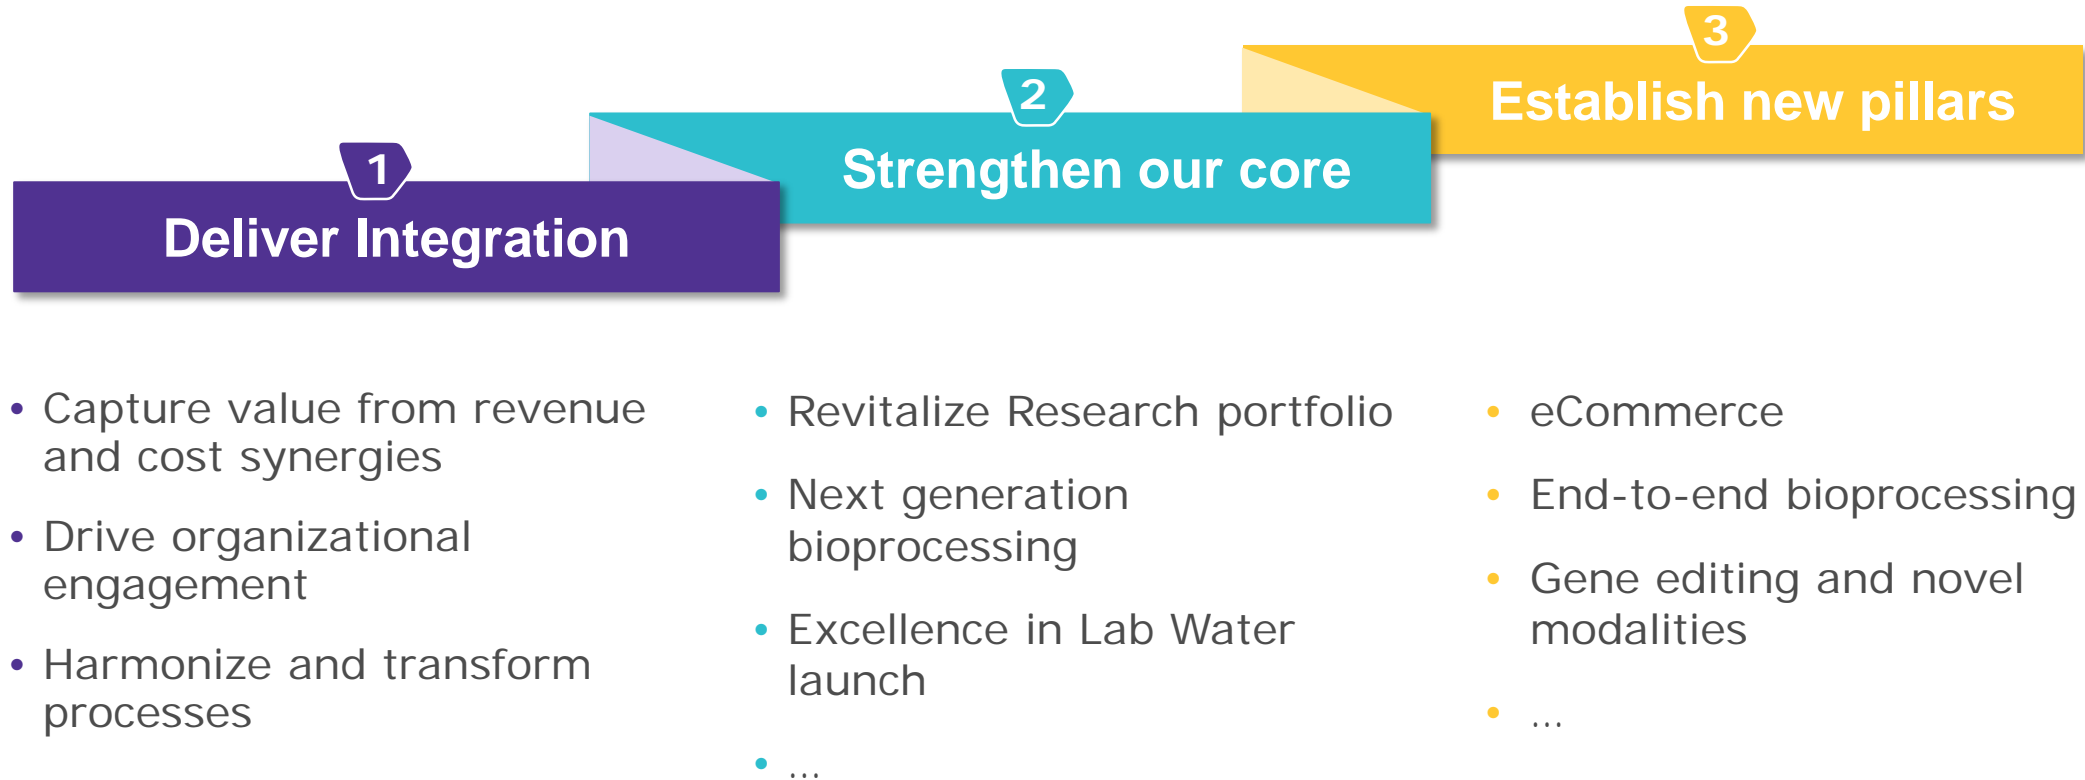 1
Deliver Integration
• Capture value from revenue
and cost synergies
• Drive organizational
engagement
• Harmonize and transform
processes
2
Strengthen our core
• Revitalize Research portfolio
• Next generation
bioprocessing
• Excellence in Lab Water
launch
• ...
3
Establish new pillars
• eCommerce
• End-to-end bioprocessing
• Gene editing and novel
modalities
• ...